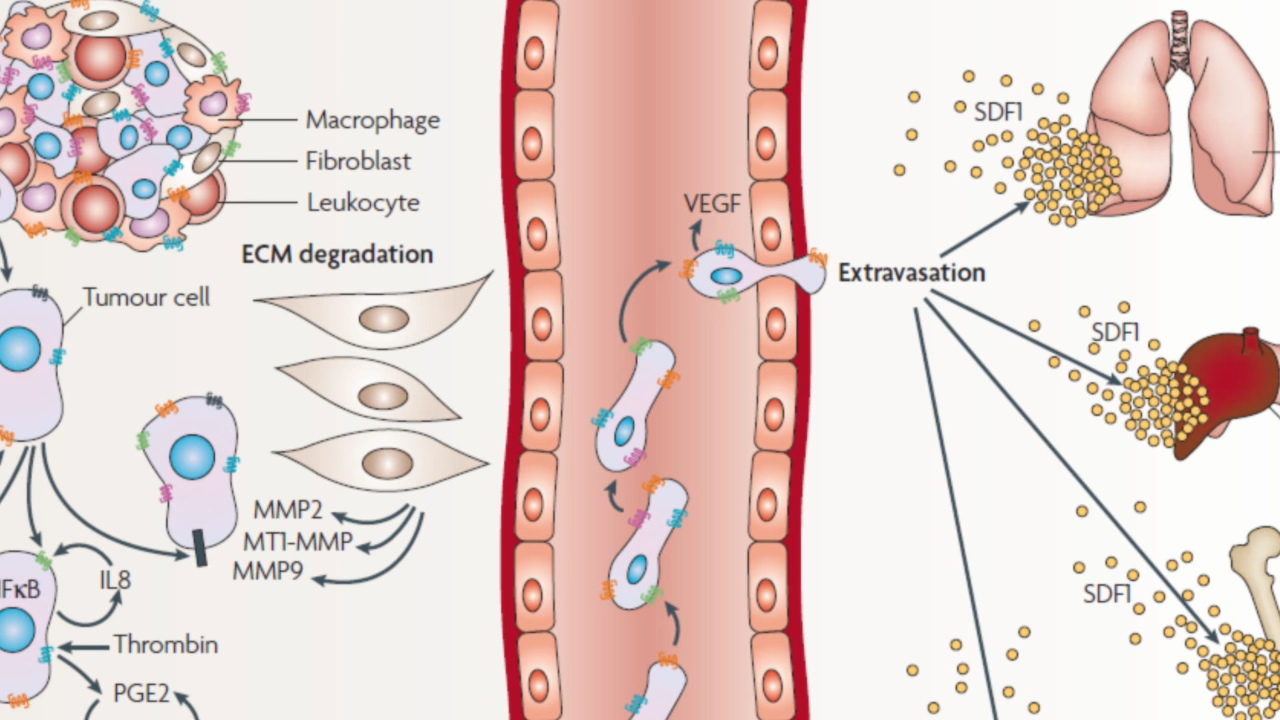 Macrophage
Fibroblast
Leukocyte
ECM degradation
Tumour cell
MMP2
MT1-MMP
MMP9
IL8
FκB
Thrombin
PGE2
VEGF
Extravasation
SDF1
SDF1
SDF1